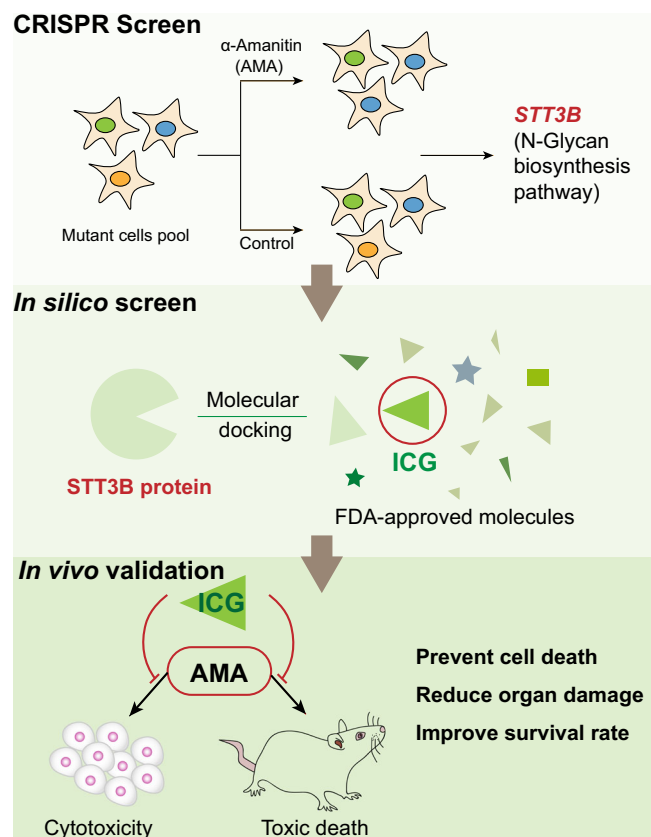 CRISPR Screen
α-Amanitin
(AMA)
STT3B
(N-Glycan
biosynthesis
pathway)
Mutant cells pool
Control
In silico screen
Molecular
docking
ICG
STT3B protein
FDA-approved molecules
In vivo validation
ICG
AMA
Prevent cell death
Reduce organ damage
Improve survival rate
Cytotoxicity
Toxic death